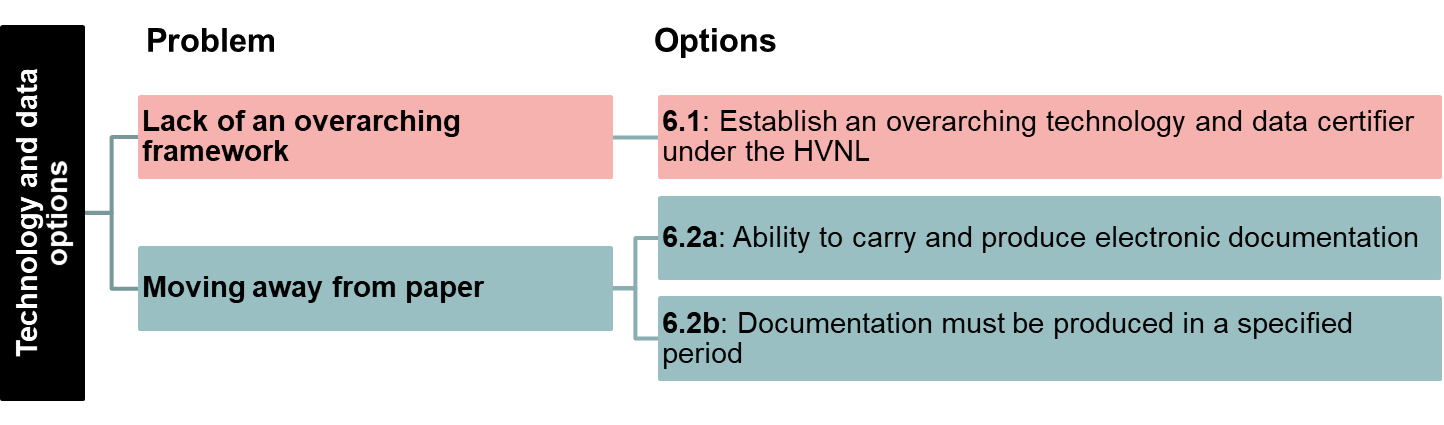 Technology and data
options
Problem
Options
Lack of an overarching
framework
6.1: Establish an overarching technology and data certifier
under the HVNL
Moving away from paper
6.2a: Ability to carry and produce electronic documentation
6.2b: Documentation must be produced in a specified
period